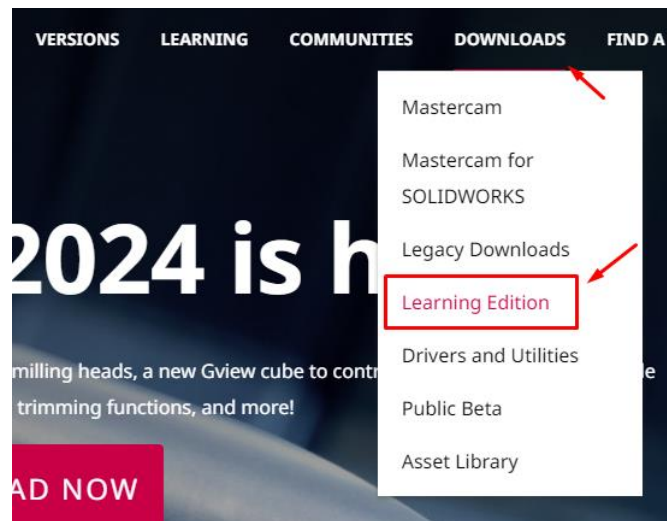 VERSIONS LEARNING COMMUNITIES DOWNLOADS FIND A
Mastercam
Mastercam for
SOLIDWORKS
Legacy Downloads
Learning Edition
Drivers and Utilities
Public Beta
Asset Library
2024 is h
milling heads, a new Gview cube to contr le
trimming functions, and more!
AD NOW